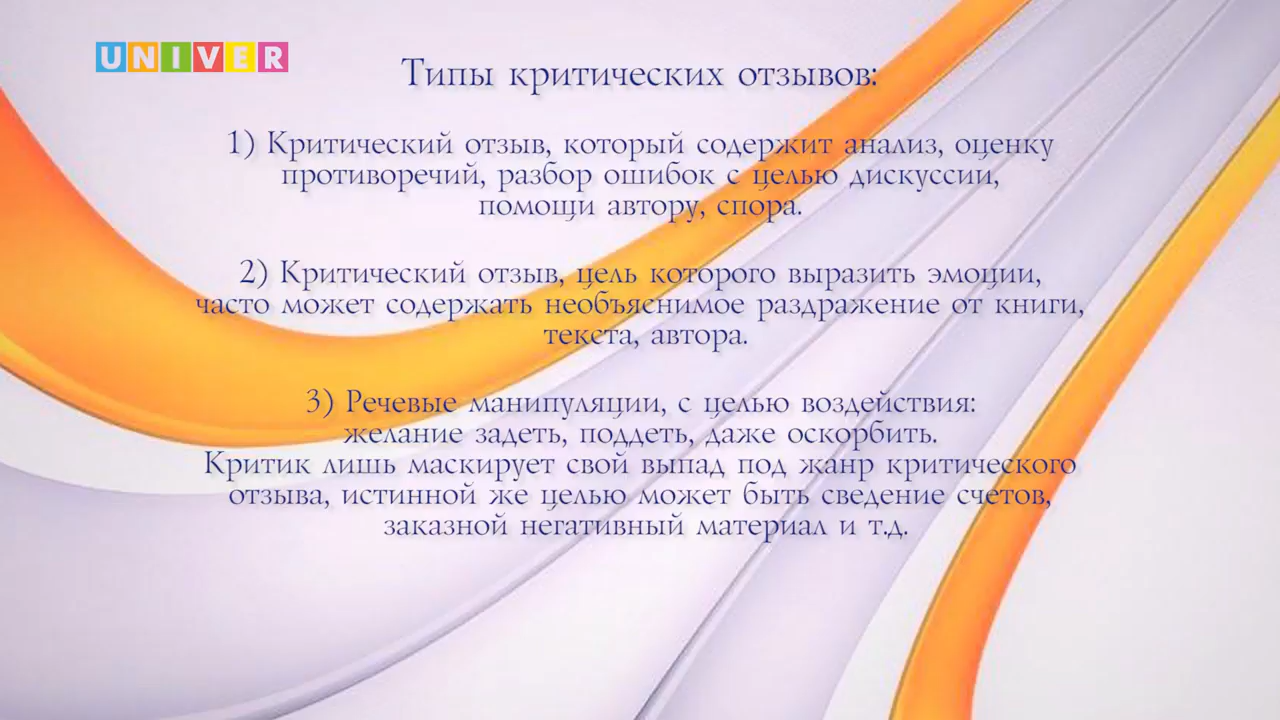 UNIVER
Типы критических отзывов:
1) Критический отзыв, который содержит анализ, оценку
противоречий, разбор ошибок с целью дискуссии,
помощи автору, спора.
2) Критический отзыв, цель которого выразить эмоции,
часто может содержать необъяснимое раздражение от книги,
текста, автора.
3) Речевые манипуляции, с целью воздействия:
желание задеть, поддеть, даже оскорбить.
Критик лишь маскирует свой выпад под жанр критического
отзыва, истинной же целью может быть сведение счетов,
заказной негативный материал и т.д.